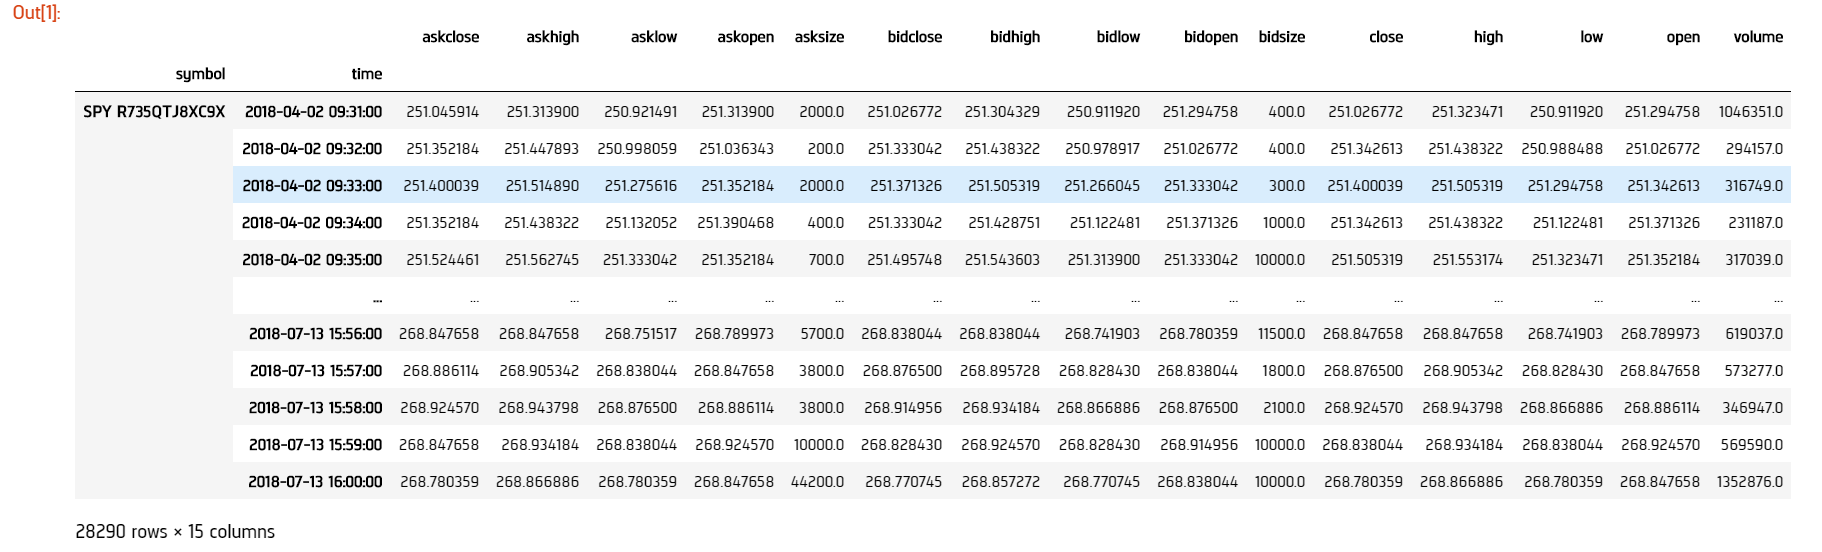 Out[1]:
askclose askhigh asklow askopen asksize bidclose bidhigh bidlow bidopen bidsize close high low open volume
symbol time
SPY R735QTJ8XC9X 2018-04-02 09:31:00 251.045914 251.313900 250.921491 251.313900 2000.0 251.026772 251.304329 250.911920 251.294758 400.0 251.026772 251.323471 250.911920 251.294758 1046351.0
2018-04-02 09:32:00 251.352184 251.447893 250.998059 251.036343 200.0 251.333042 251.438322 250.978917 251.026772 400.0 251.342613 251.438322 250.988488 251.026772 294157.0
2018-04-02 09:33:00 251.400039 251.514890 251.275616 251.352184 2000.0 251.371326 251.505319 251.266045 251.333042 300.0 251.400039 251.505319 251.294758 251.342613 316749.0
2018-04-02 09:34:00 251.352184 251.438322 251.132052 251.390468 400.0 251.333042 251.428751 251.122481 251.371326 1000.0 251.342613 251.438322 251.122481 251.371326 231187.0
2018-04-02 09:35:00 251.524461 251.562745 251.333042 251.352184 700.0 251.495748 251.543603 251.313900 251.333042 10000.0 251.505319 251.553174 251.323471 251.352184 317039.0
... ... ... ... ... ... ... ... ... ... ... ... ... ... ... ...
2018-07-13 15:56:00 268.847658 268.847658 268.751517 268.789973 5700.0 268.838044 268.838044 268.741903 268.780359 11500.0 268.847658 268.847658 268.741903 268.789973 619037.0
2018-07-13 15:57:00 268.886114 268.905342 268.838044 268.847658 3800.0 268.876500 268.895728 268.828430 268.838044 1800.0 268.876500 268.905342 268.828430 268.847658 573277.0
2018-07-13 15:58:00 268.924570 268.943798 268.876500 268.886114 3800.0 268.914956 268.934184 268.866886 268.876500 2100.0 268.924570 268.943798 268.866886 268.886114 346947.0
2018-07-13 15:59:00 268.847658 268.934184 268.838044 268.924570 10000.0 268.828430 268.924570 268.828430 268.914956 10000.0 268.838044 268.934184 268.838044 268.924570 569590.0
2018-07-13 16:00:00 268.780359 268.866886 268.780359 268.847658 44200.0 268.770745 268.857272 268.770745 268.838044 10000.0 268.780359 268.866886 268.780359 268.847658 1352876.0
28290 rows × 15 columns